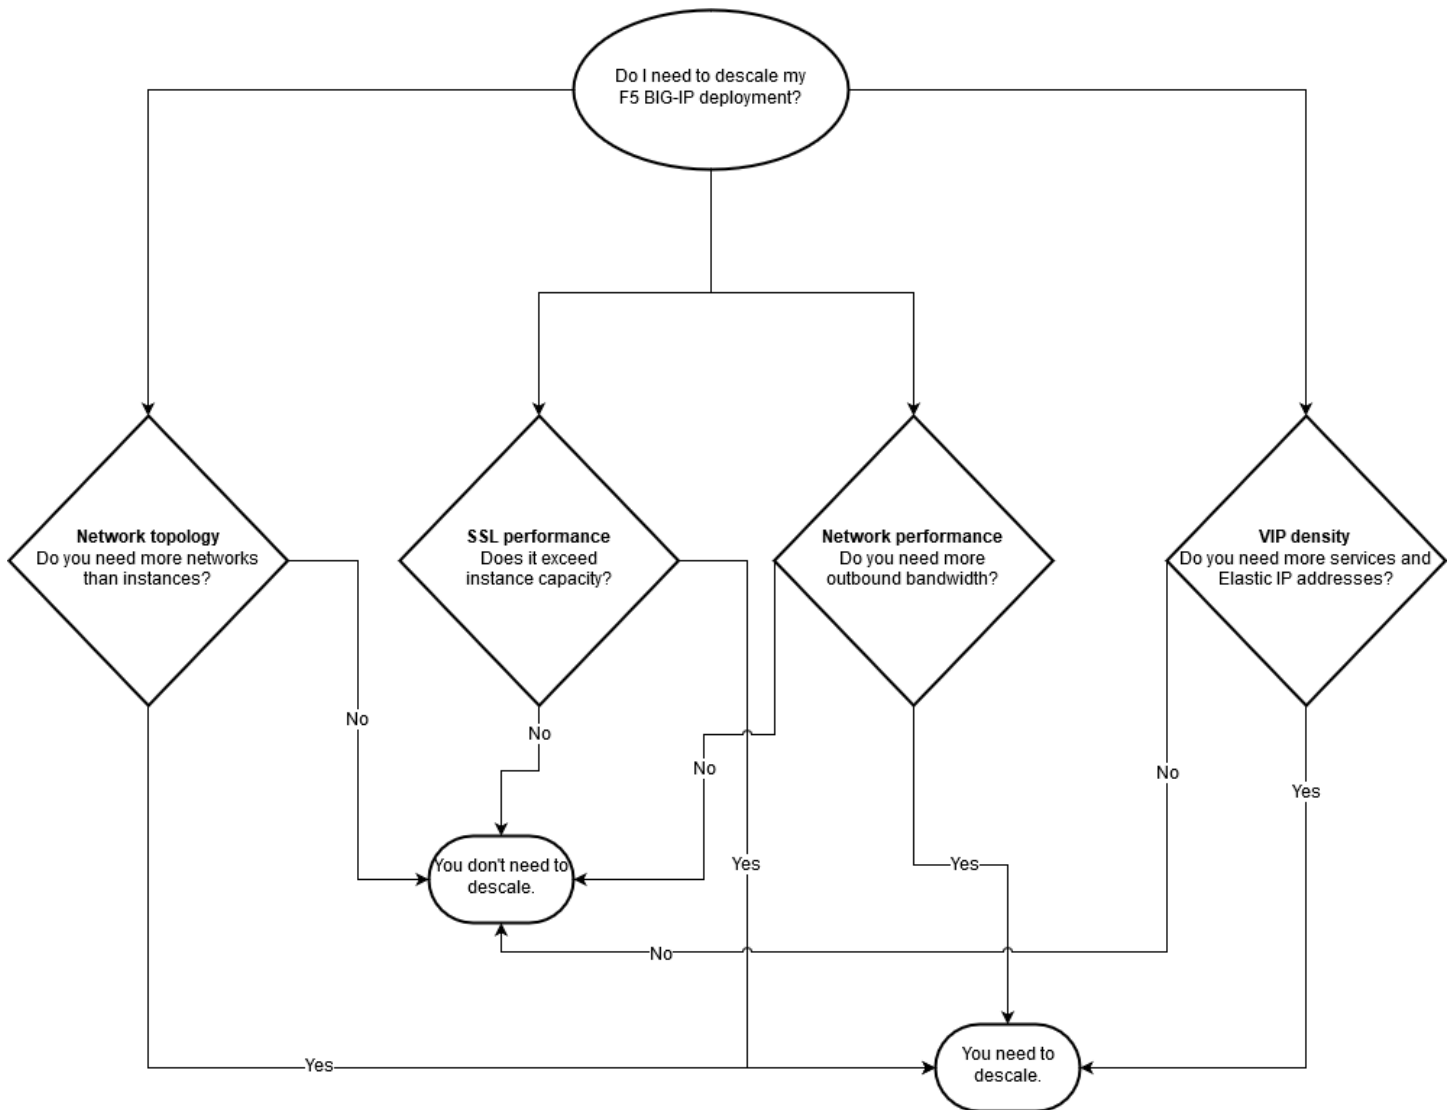 Do I need to descale my
F5 BIG-IP deployment?
Network topology
Do you need more networks
than instances?
SSL performance
Does it exceed
instance capacity?
Network performance
Do you need more
outbound bandwidth?
VIP density
Do you need more services and
Elastic IP addresses?
No
No
No
No
Yes
You don't need to
descale.
Yes
Yes
No
You need to
descale.
Yes